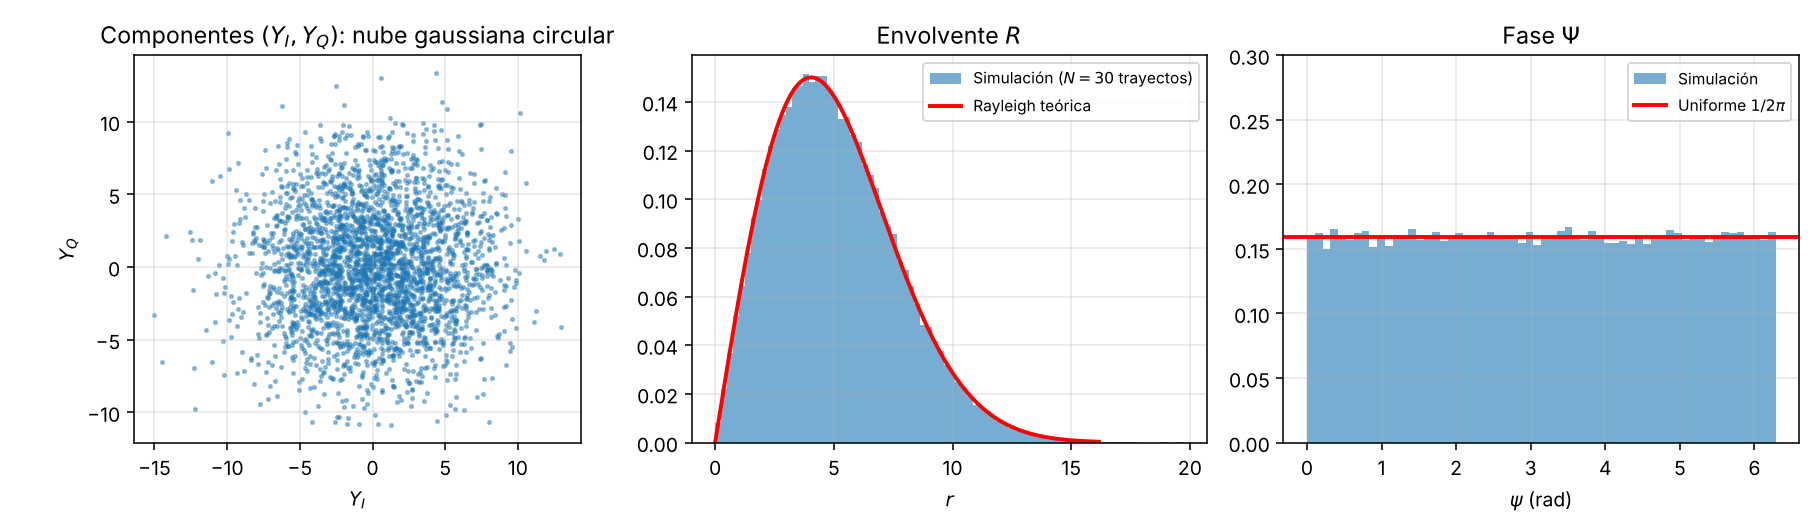 Componentes (Y_I, Y_Q): nube gaussiana circular
Y_Q
10
5
0
−5
−10
−15 −10 −5 0 5 10
Y_I
Envolvente R
Simulación (N = 30 trayectos)
Rayleigh teórica
0.14
0.12
0.10
0.08
0.06
0.04
0.02
0.00
0 5 10 15 20
r
Fase Ψ
Simulación
Uniforme 1/2π
0.30
0.25
0.20
0.15
0.10
0.05
0.00
0 1 2 3 4 5 6
ψ (rad)